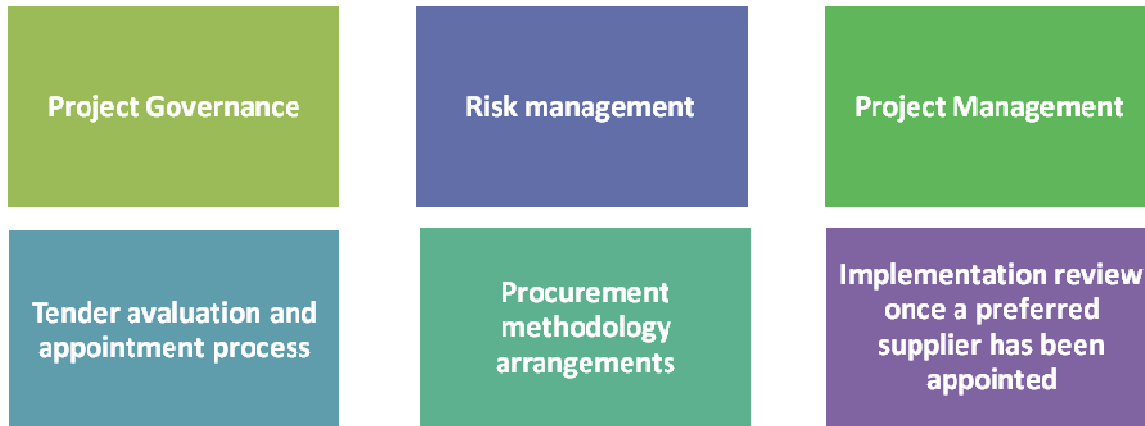 Project Governance
Risk management
Project Management
Tender avaluation and
appointment process
Procurement
methodology
arrangements
Implementation review
once a preferred
supplier has been
appointed